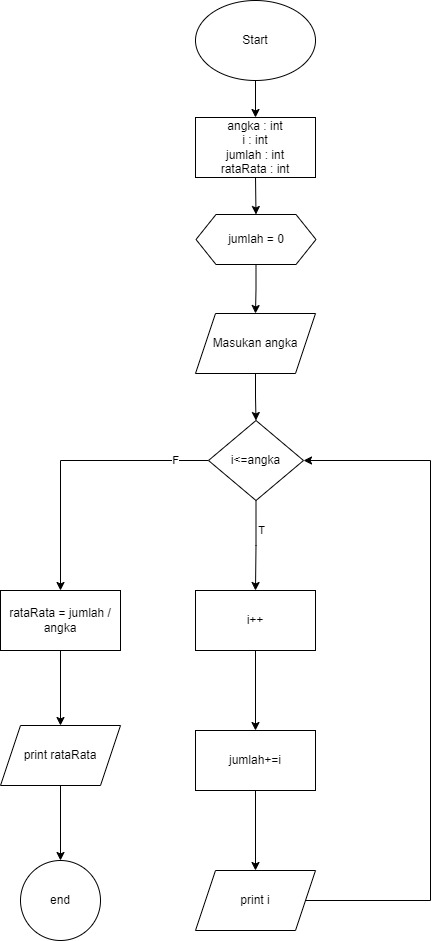 Start
angka : int
i : int
jumlah : int
rataRata : int
jumlah = 0
Masukan angka
i<=angka
F
T
rataRata = jumlah /
angka
i++
print rataRata
jumlah+=i
end
print i